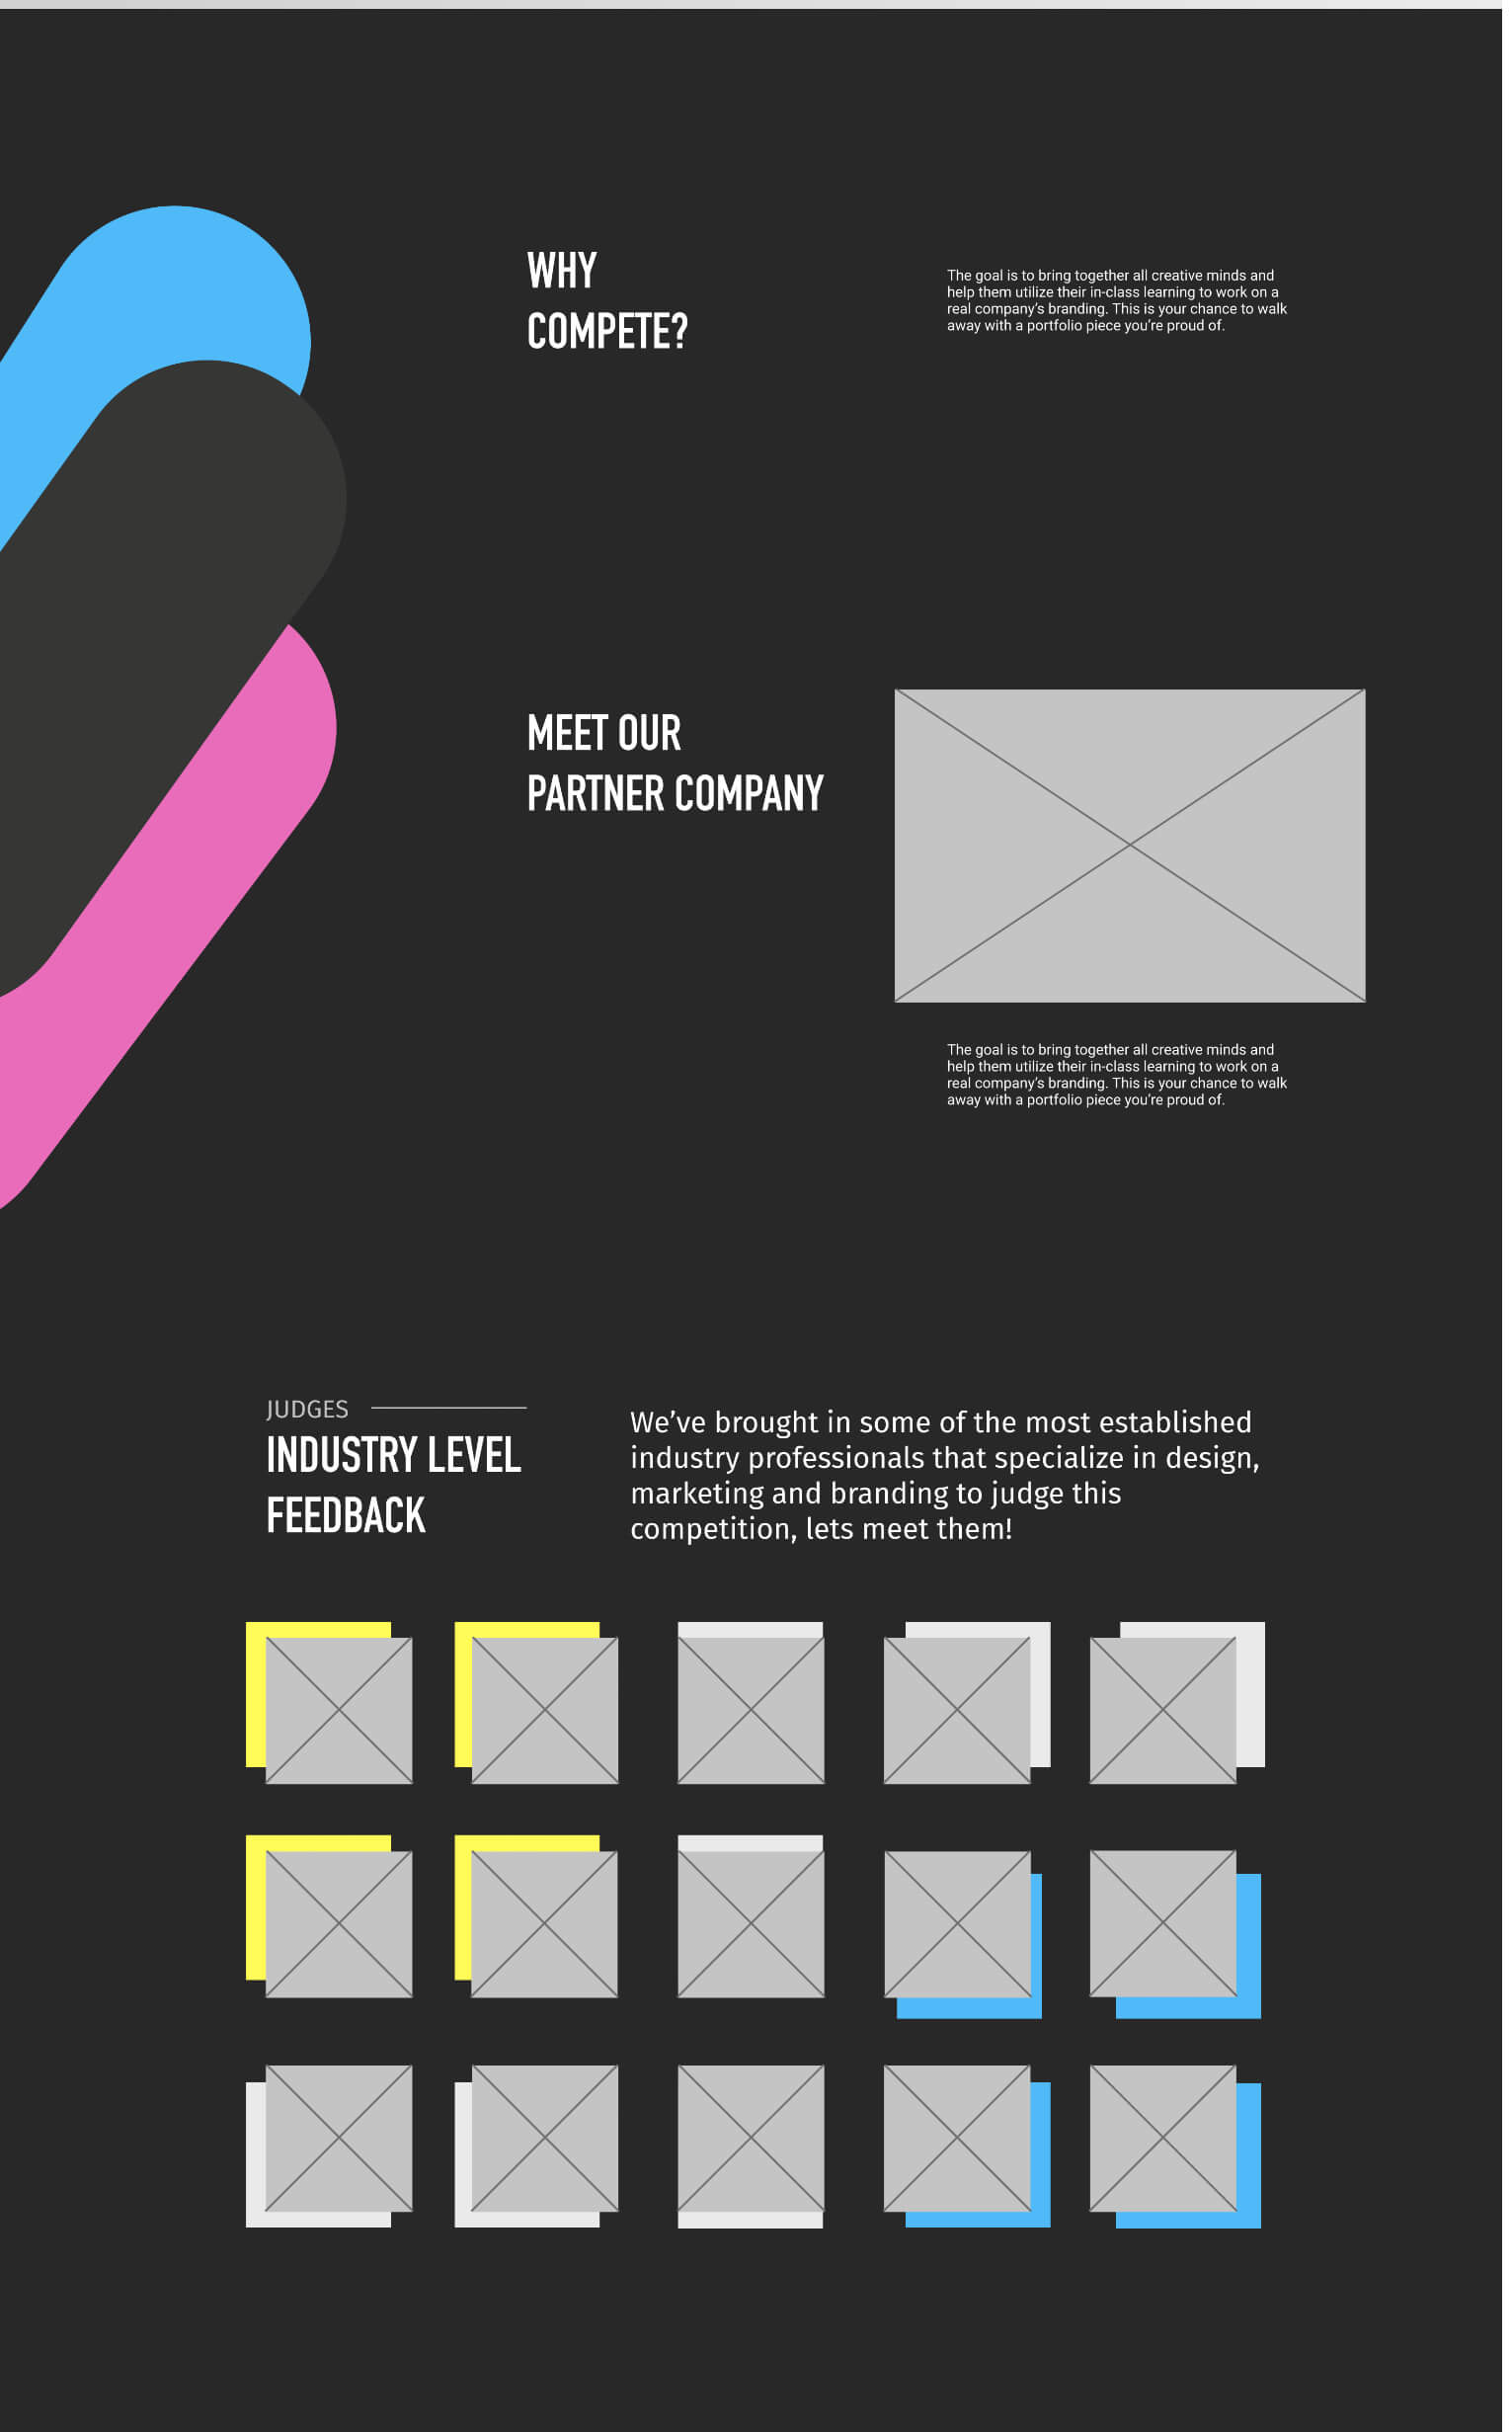 WHY
COMPETE?
The goal is to bring together all creative minds and
help them utilize their in-class learning to work on a
real company’s branding. This is your chance to walk
away with a portfolio piece you’re proud of.
MEET OUR
PARTNER COMPANY
The goal is to bring together all creative minds and
help them utilize their in-class learning to work on a
real company’s branding. This is your chance to walk
away with a portfolio piece you’re proud of.
JUDGES
INDUSTRY LEVEL
FEEDBACK
We’ve brought in some of the most established
industry professionals that specialize in design,
marketing and branding to judge this
competition, lets meet them!